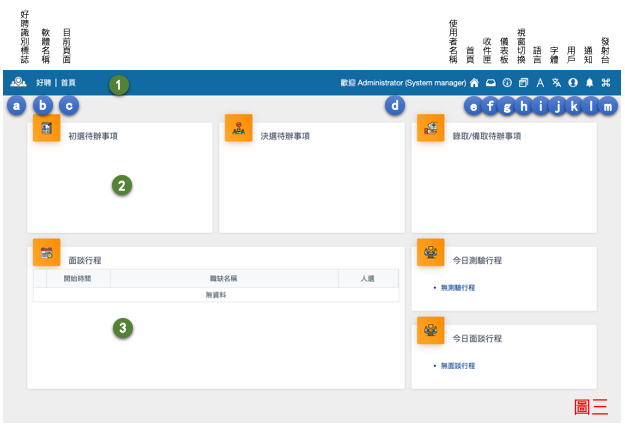 好聘識別標誌
軟體名稱
目前頁面
使用者名稱
首頁
收件匣
儀表板
視窗切換
語言
字體
用戶
通知
發射台
好聘 | 首頁
1
歡迎 Administrator (System manager)
a b c d e f g h i j k l m
初選待辦事項
決選待辦事項
錄取/備取待辦事項
2
面談行程
開始時間 職缺名稱 人選
無資料
3
今日測驗行程
• 無測驗行程
今日面談行程
• 無面談行程
圖三